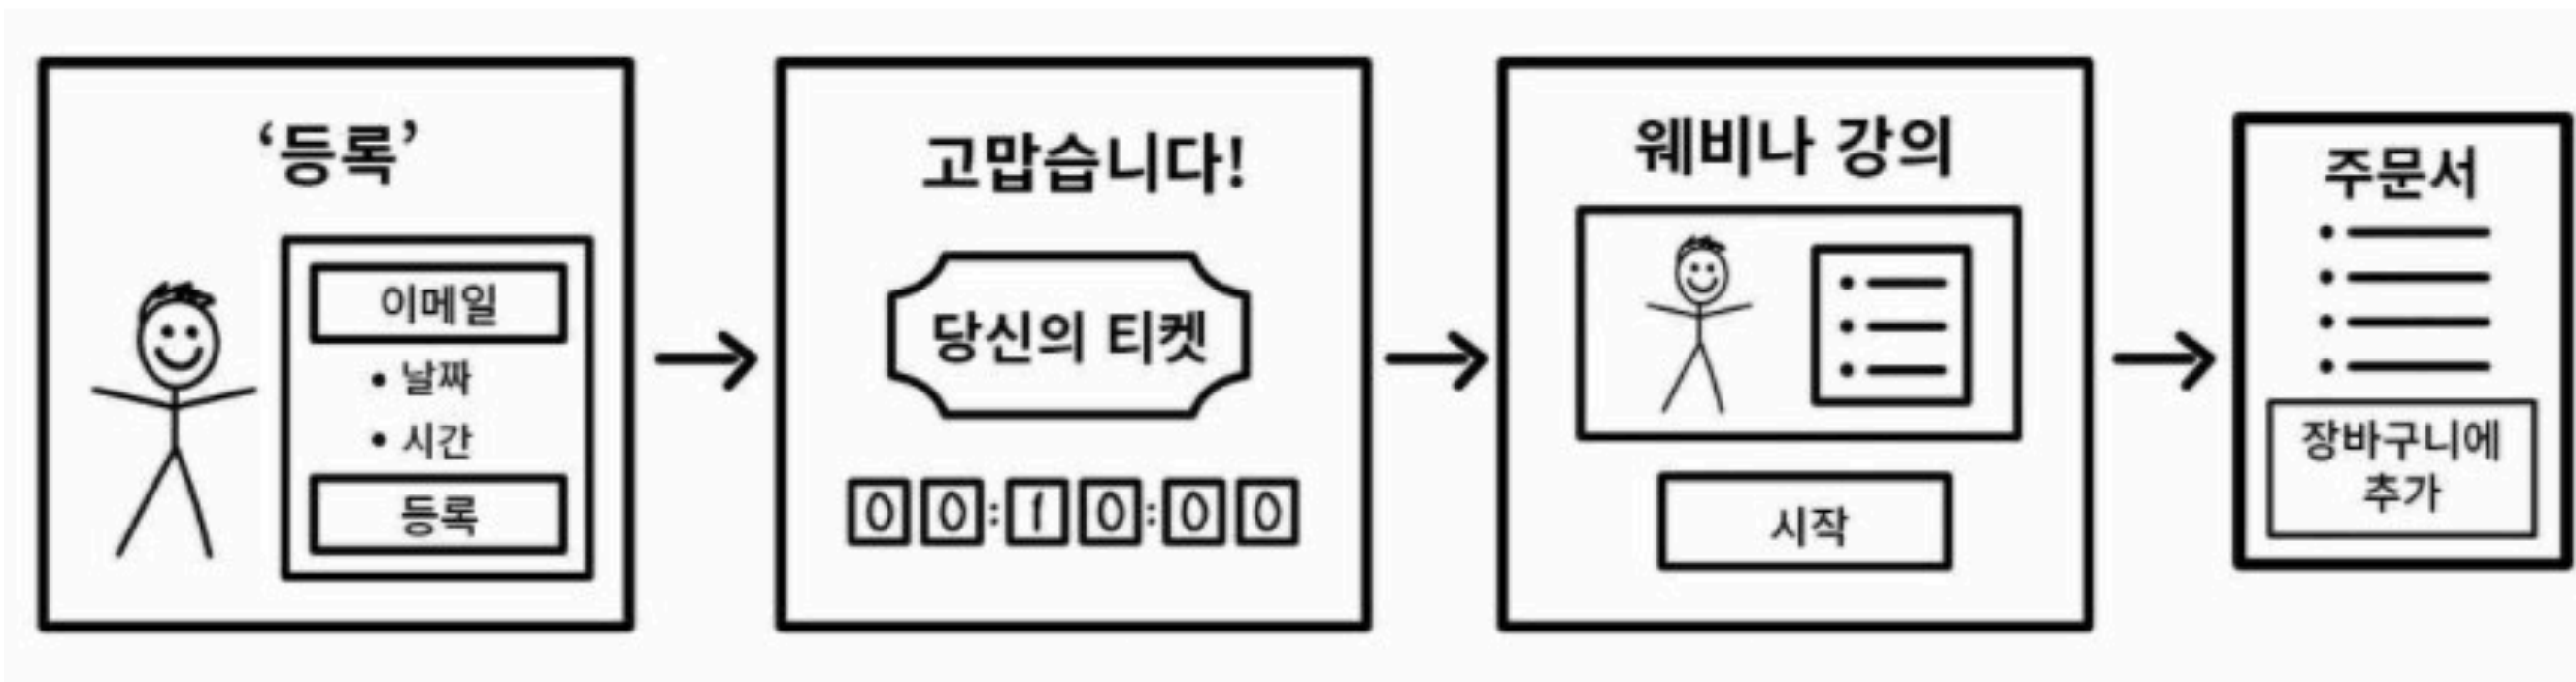 ‘등록’
이메일
• 날짜
• 시간
등록
고맙습니다!
당신의 티켓
00:10:00
웨비나 강의
시작
주문서
장바구니에
추가